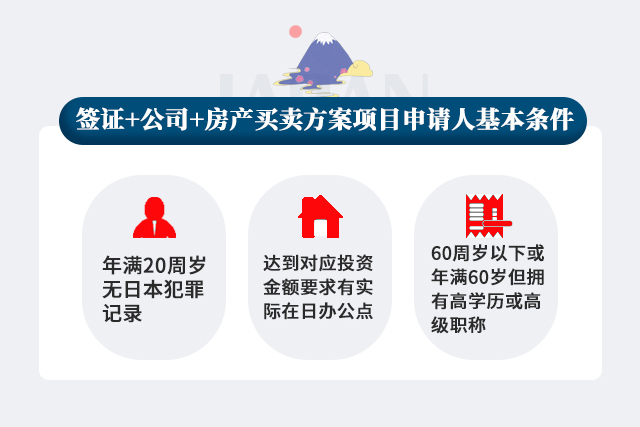 JAPAN
签证+公司+房产买卖方案项目申请人基本条件
年满20周岁
无日本犯罪
记录
达到对应投资
金额要求有实
际在日办公点
60周岁以下或
年满60岁但拥
有高学历或高
级职称